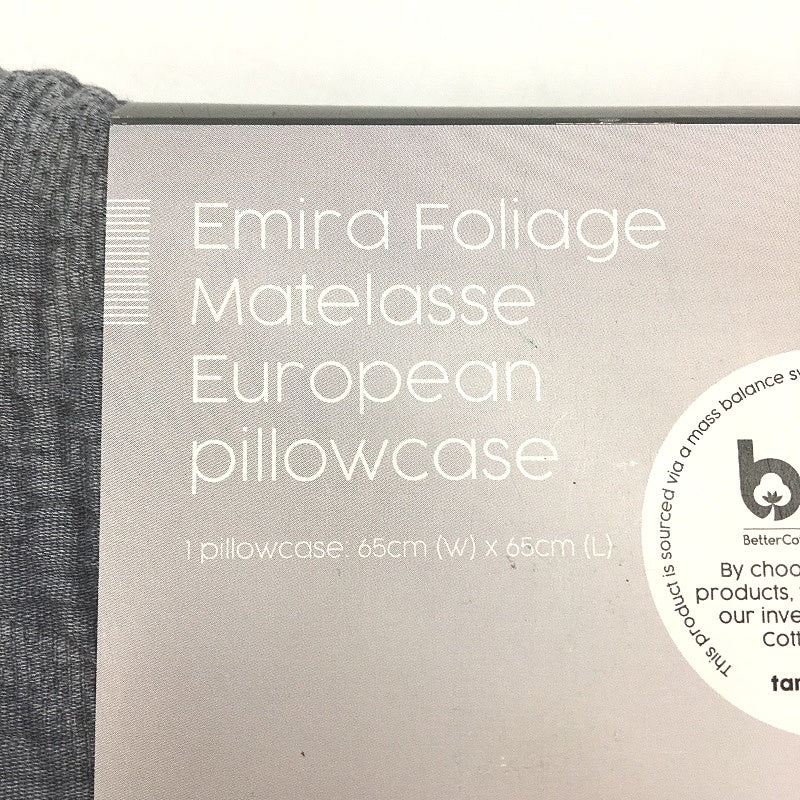 Emira Foliage
Matelasse
European
pillowcase
1 pillowcase: 65cm (W) x 65cm (L)
This product is sourced via a mass balance
b
BetterCo
By choo
products,
our inve
Cott
tar